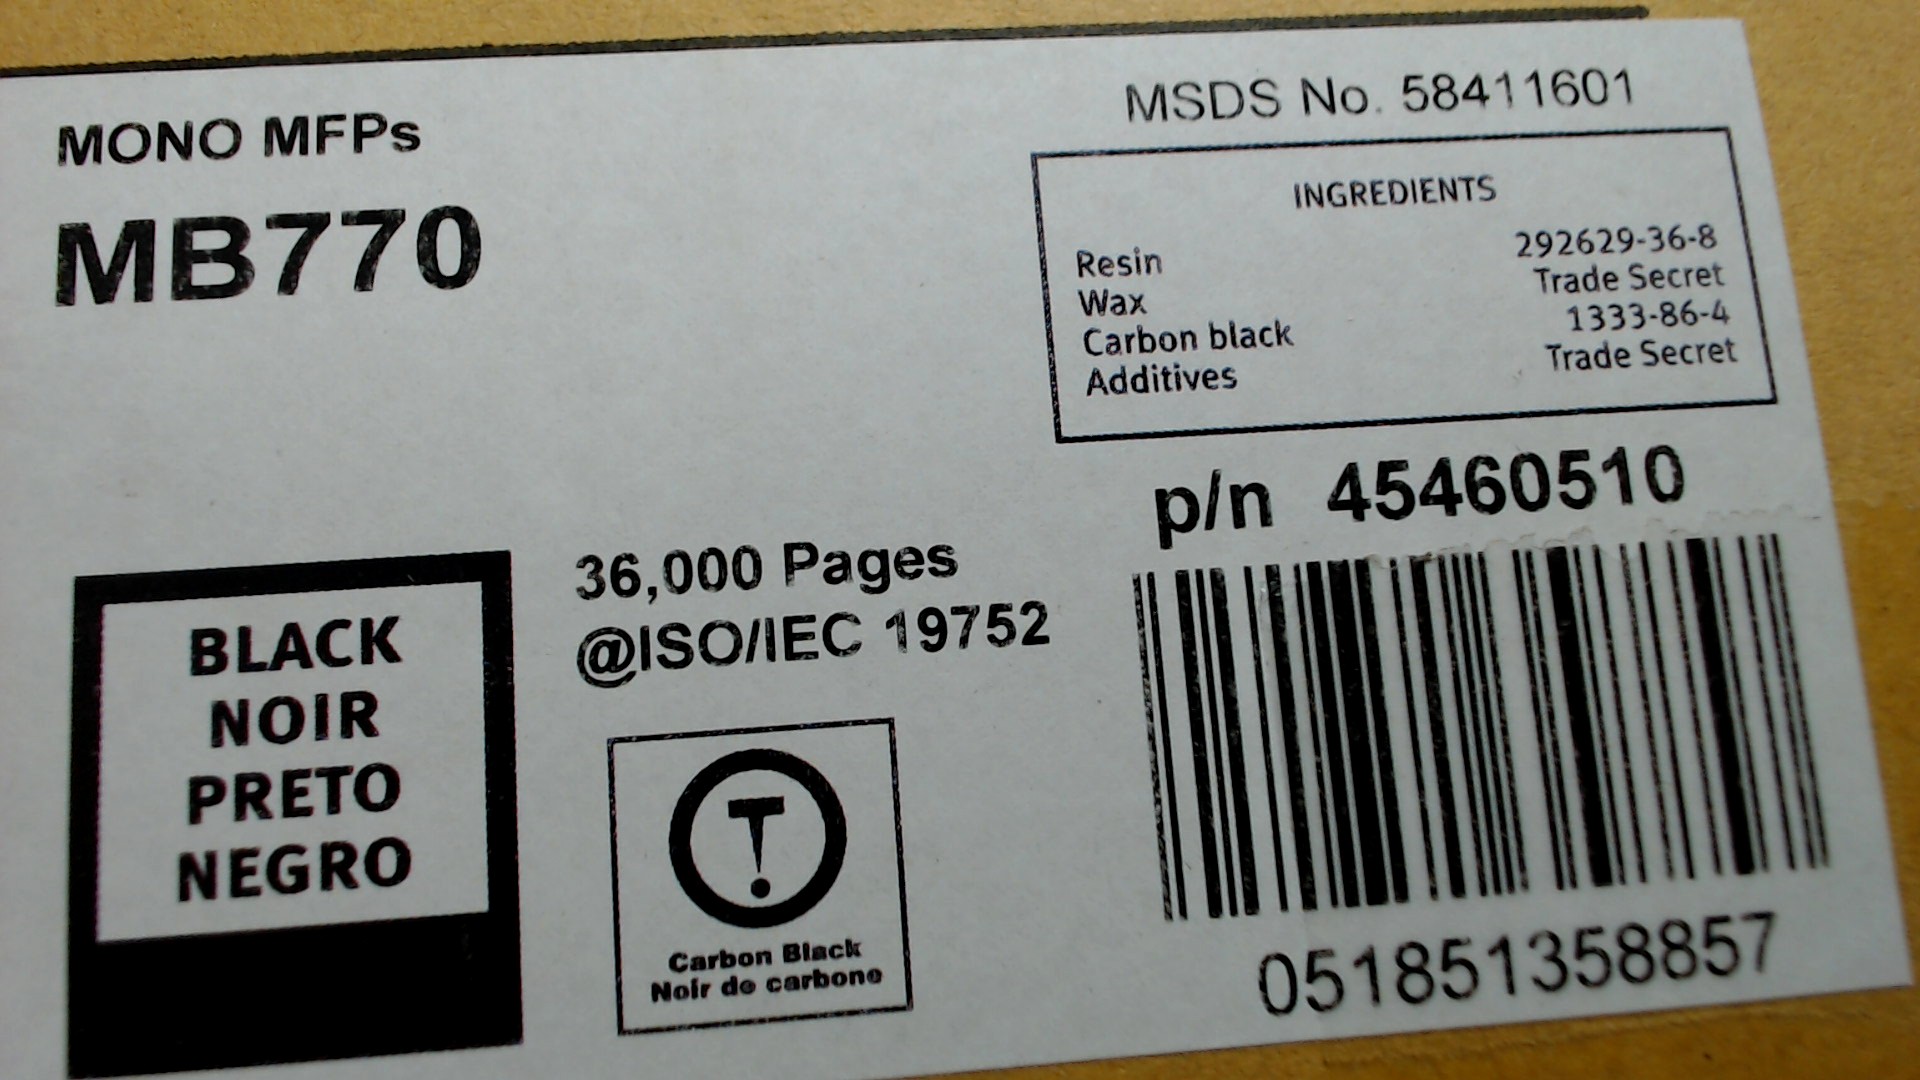 MONO MFPs
MB770
MSDS No. 58411601
INGREDIENTS
Resin 292629-36-8
Wax Trade Secret
Carbon black 1333-86-4
Additives Trade Secret
p/n 45460510
36,000 Pages
@ISO/IEC 19752
BLACK
NOIR
PRETO
NEGRO
T
Carbon Black
Noir de carbone
051851358857